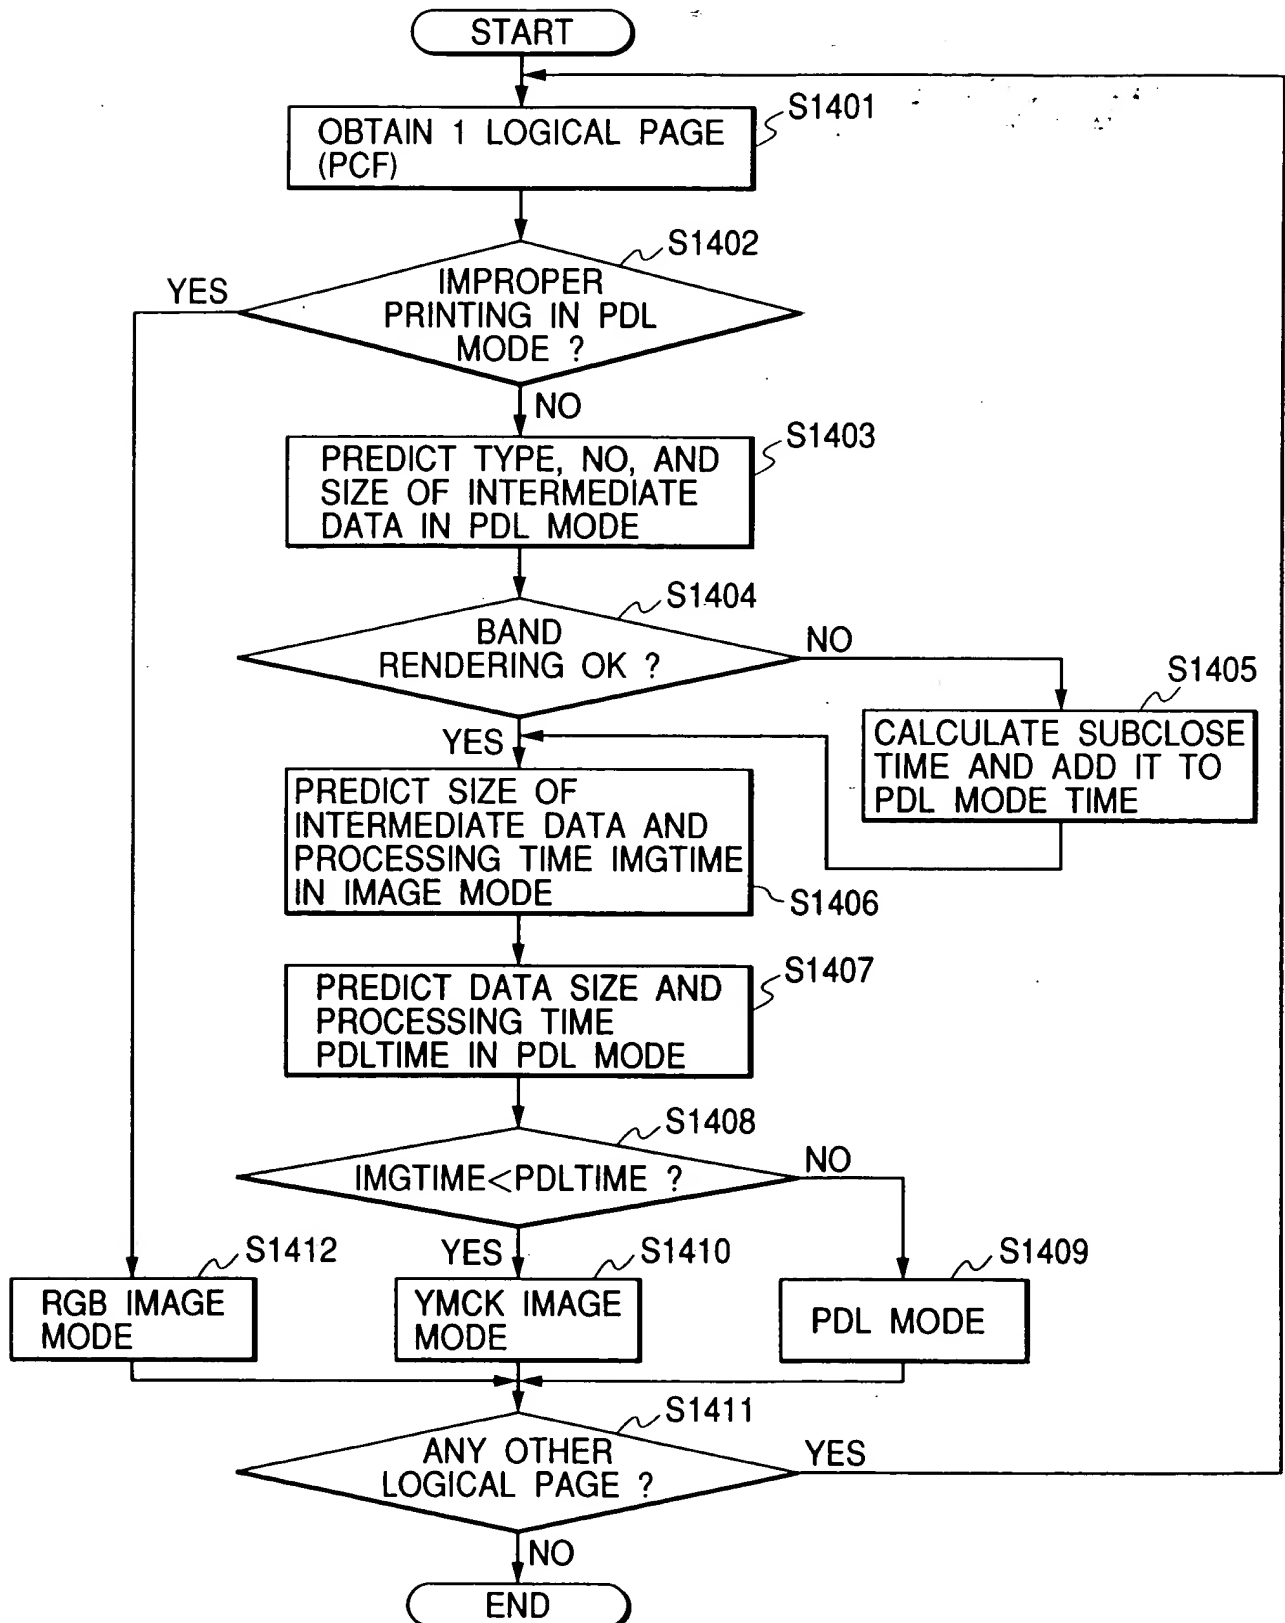 START
S1401
OBTAIN 1 LOGICAL PAGE
(PCF)
S1402
YES
IMPROPER
PRINTING IN PDL
MODE ?
NO
S1403
PREDICT TYPE, NO, AND
SIZE OF INTERMEDIATE
DATA IN PDL MODE
S1404
BAND
RENDERING OK ?
NO
S1405
YES
CALCULATE SUBCLOSE
TIME AND ADD IT TO
PDL MODE TIME
PREDICT SIZE OF
INTERMEDIATE DATA AND
PROCESSING TIME IMGTIME
IN IMAGE MODE
S1406
S1407
PREDICT DATA SIZE AND
PROCESSING TIME
PDLTIME IN PDL MODE
S1408
IMGTIME<PDLTIME ?
NO
YES
S1412
S1410
S1409
RGB IMAGE
MODE
YMCK IMAGE
MODE
PDL MODE
S1411
ANY OTHER
LOGICAL PAGE ?
YES
NO
END